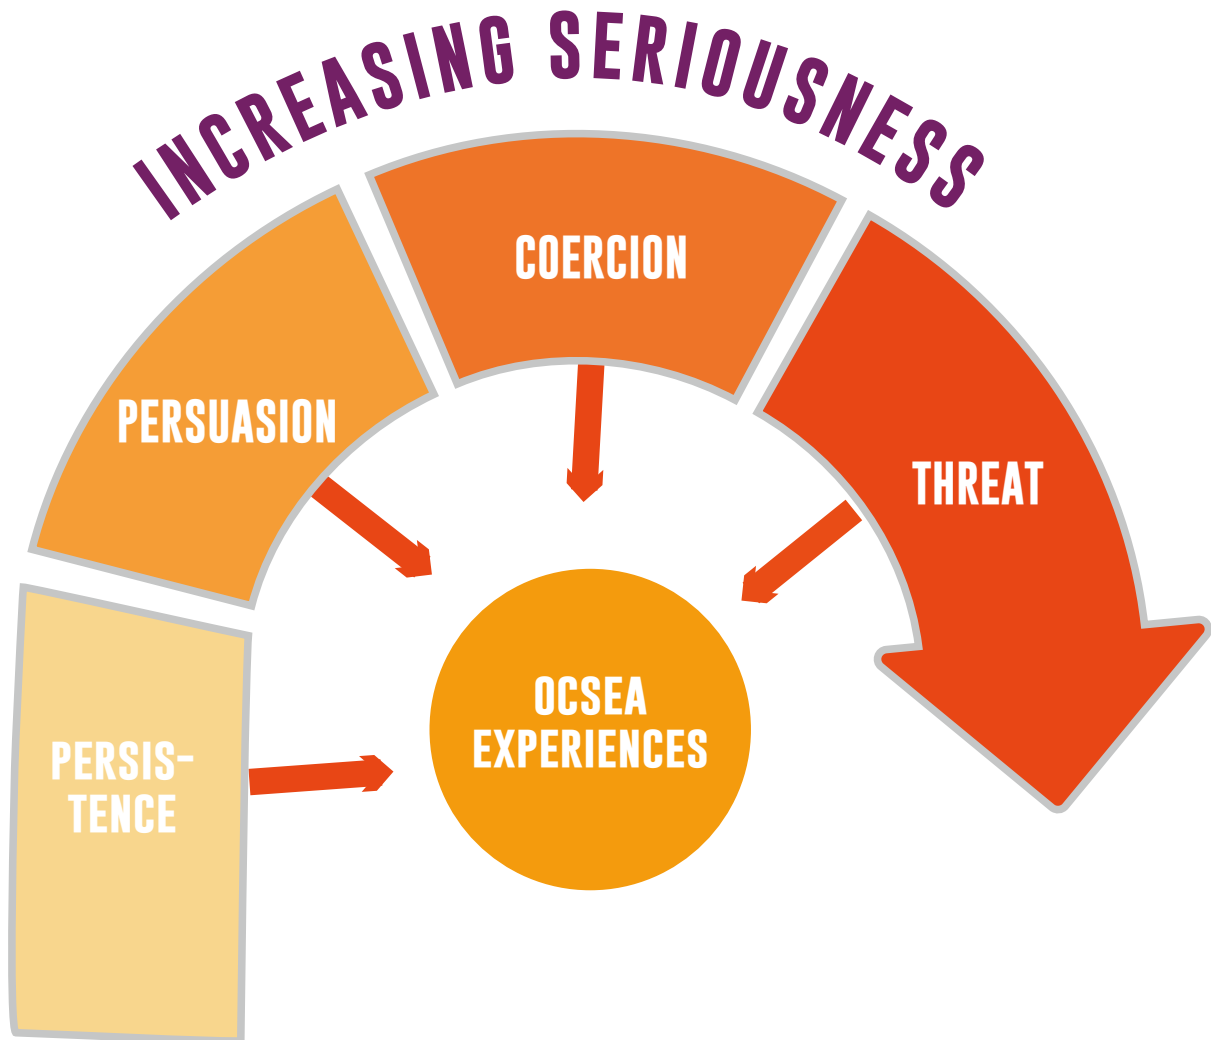 INCREASING SERIOUSNESS
COERCION
PERSUASION
THREAT
OCSEA
EXPERIENCES
PERSIS-
TENCE